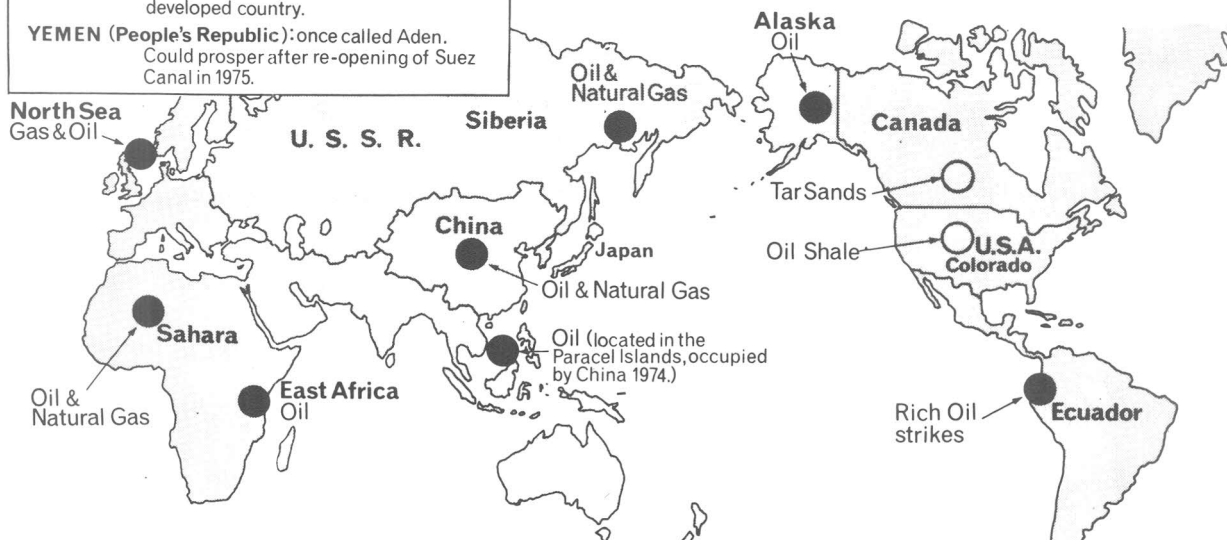 developed country.
YEMEN (People's Republic): once called Aden.
Could prosper after re-opening of Suez
Canal in 1975.
Alaska
Oil
Oil &
Natural Gas
North Sea
Gas & Oil
U. S. S. R.
Siberia
Canada
Tar Sands
China
Japan
Oil Shale
U.S.A.
Colorado
Oil & Natural Gas
Sahara
Oil (located in the
Paracel Islands, occupied
by China 1974.)
Oil &
Natural Gas
East Africa
Oil
Rich Oil
strikes
Ecuador